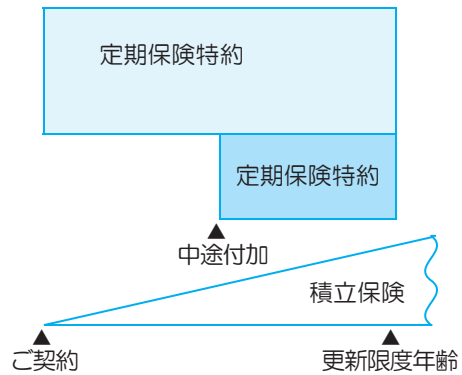 定期保険特約
定期保険特約
▲
中途付加
積立保険
▲ ▲
ご契約 更新限度年齢